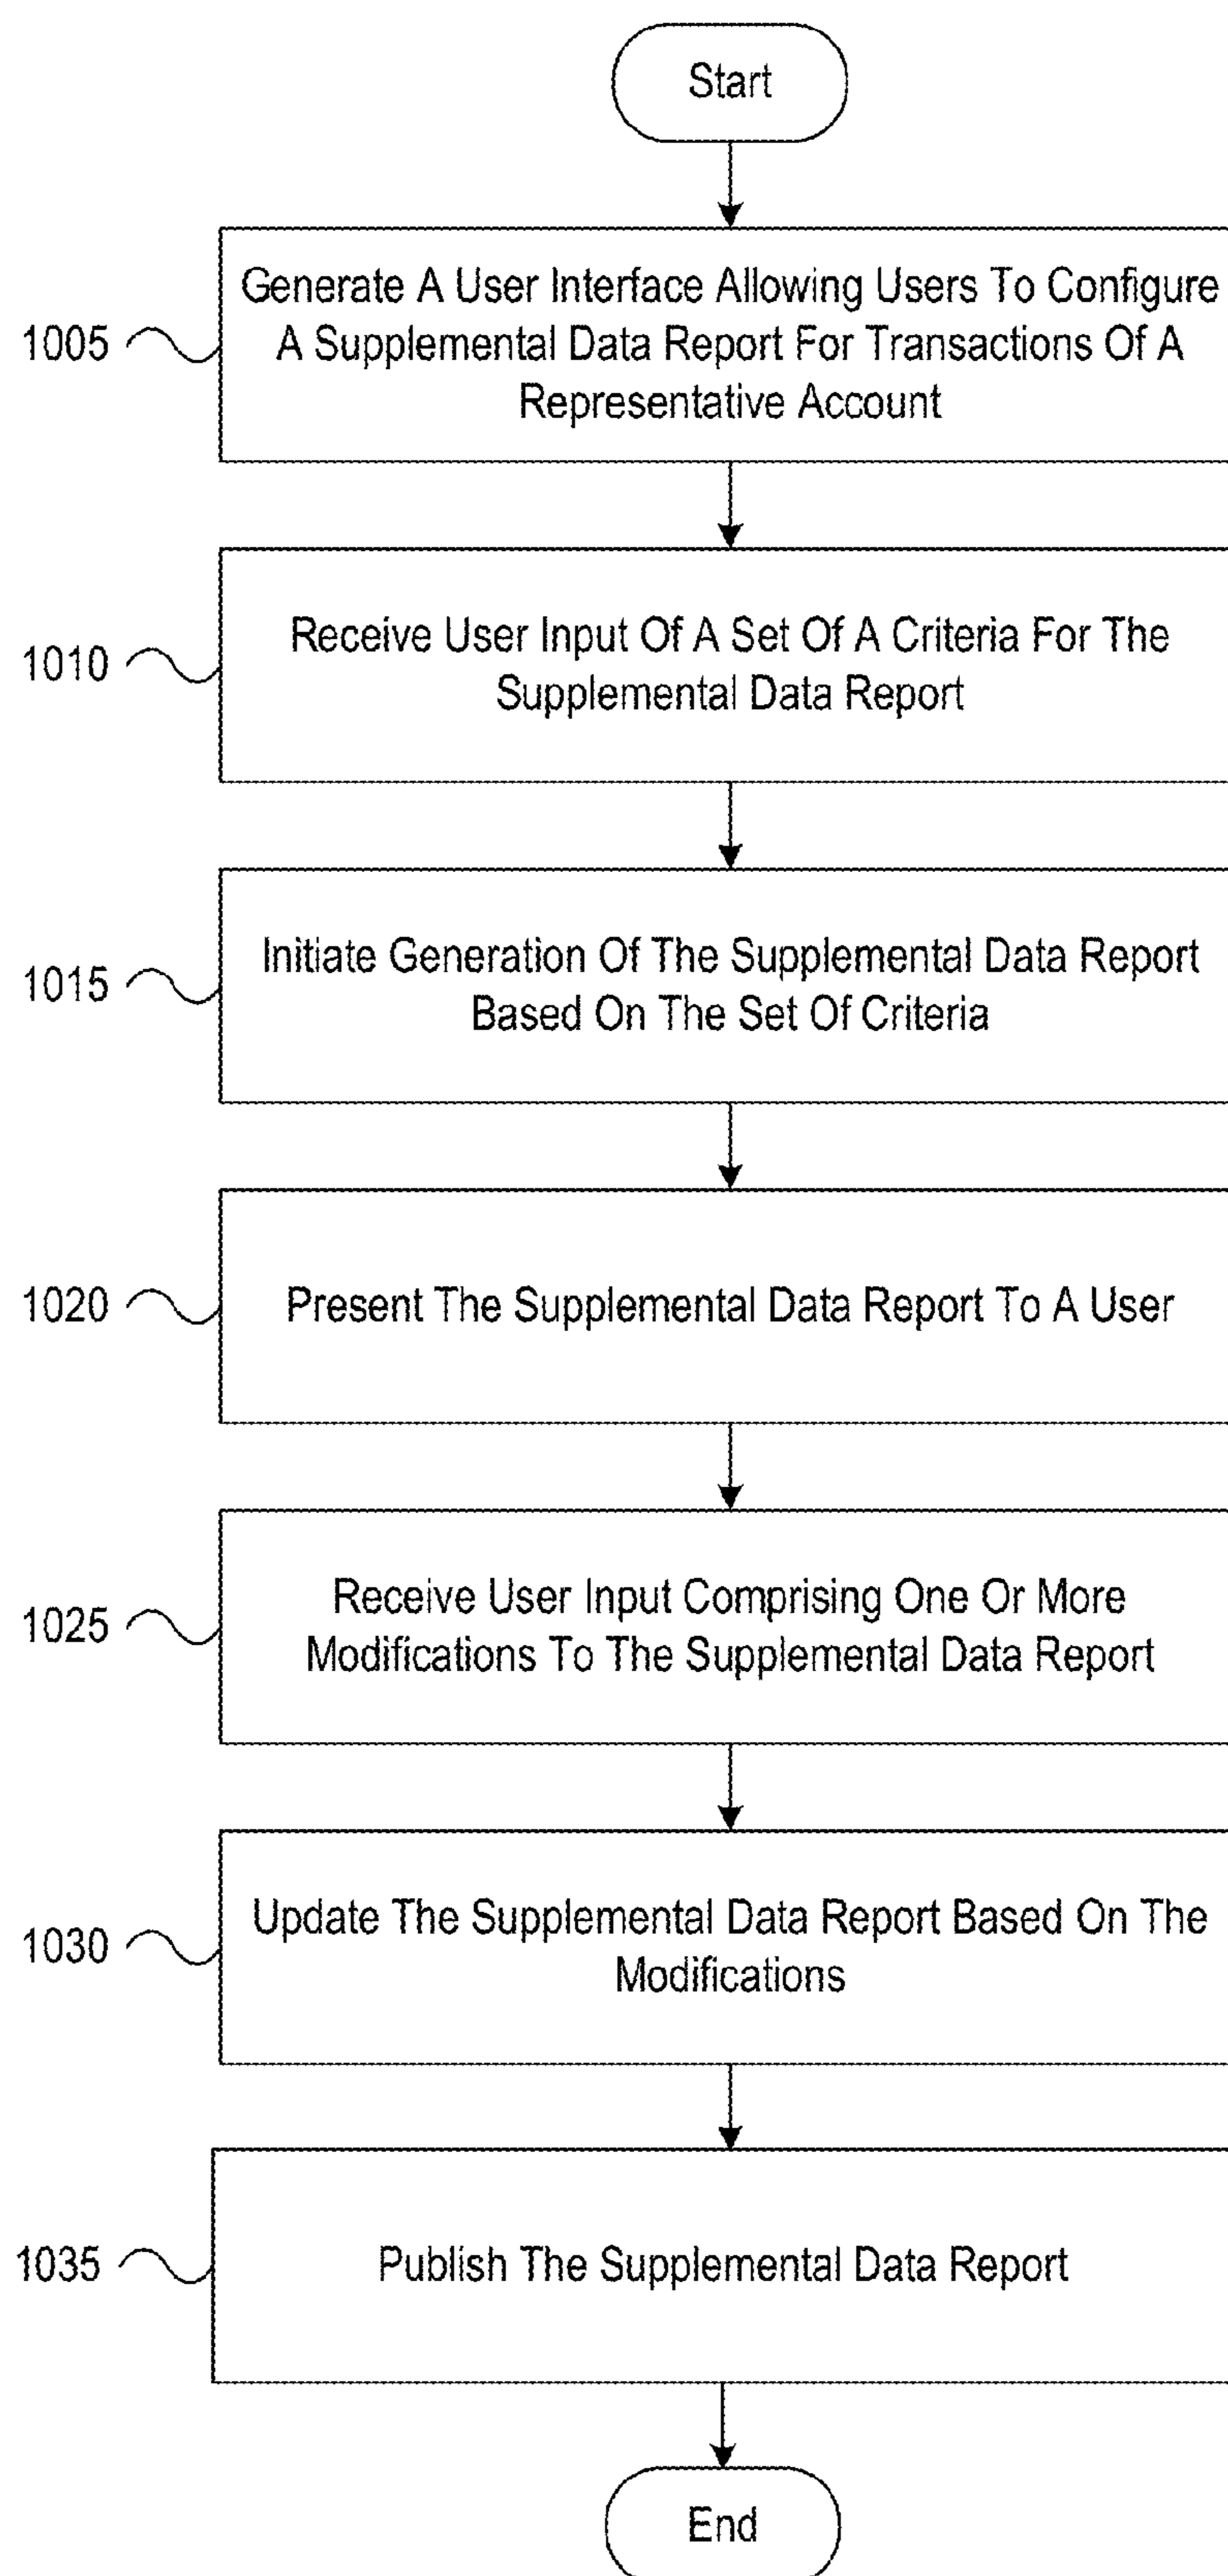 Start
Generate A User Interface Allowing Users To Configure
1005
A Supplemental Data Report For Transactions Of A
Representative Account
Receive User Input Of A Set Of A Criteria For The
1010
Supplemental Data Report
Initiate Generation Of The Supplemental Data Report
1015
Based On The Set Of Criteria
1020
Present The Supplemental Data Report To A User
Receive User Input Comprising One Or More
1025
Modifications To The Supplemental Data Report
Update The Supplemental Data Report Based On The
1030
Modifications
1035
Publish The Supplemental Data Report
End